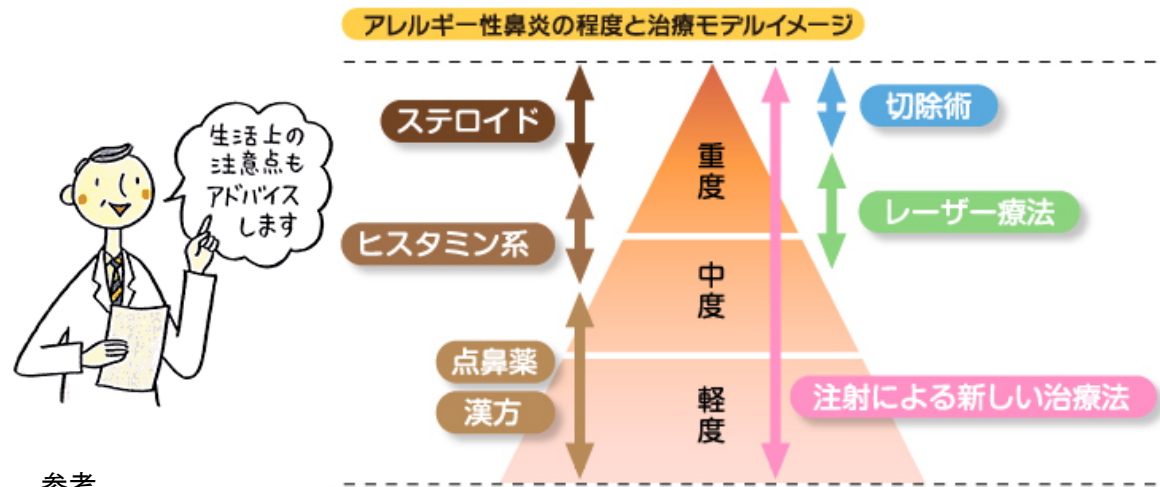 アレルギー性鼻炎の程度と治療モデルイメージ
生活上の
注意点も
アドバイス
します
ステロイド
切除術
重度
レーザー療法
ヒスタミン系
中度
点鼻薬
漢方
軽度
注射による新しい治療法
参考